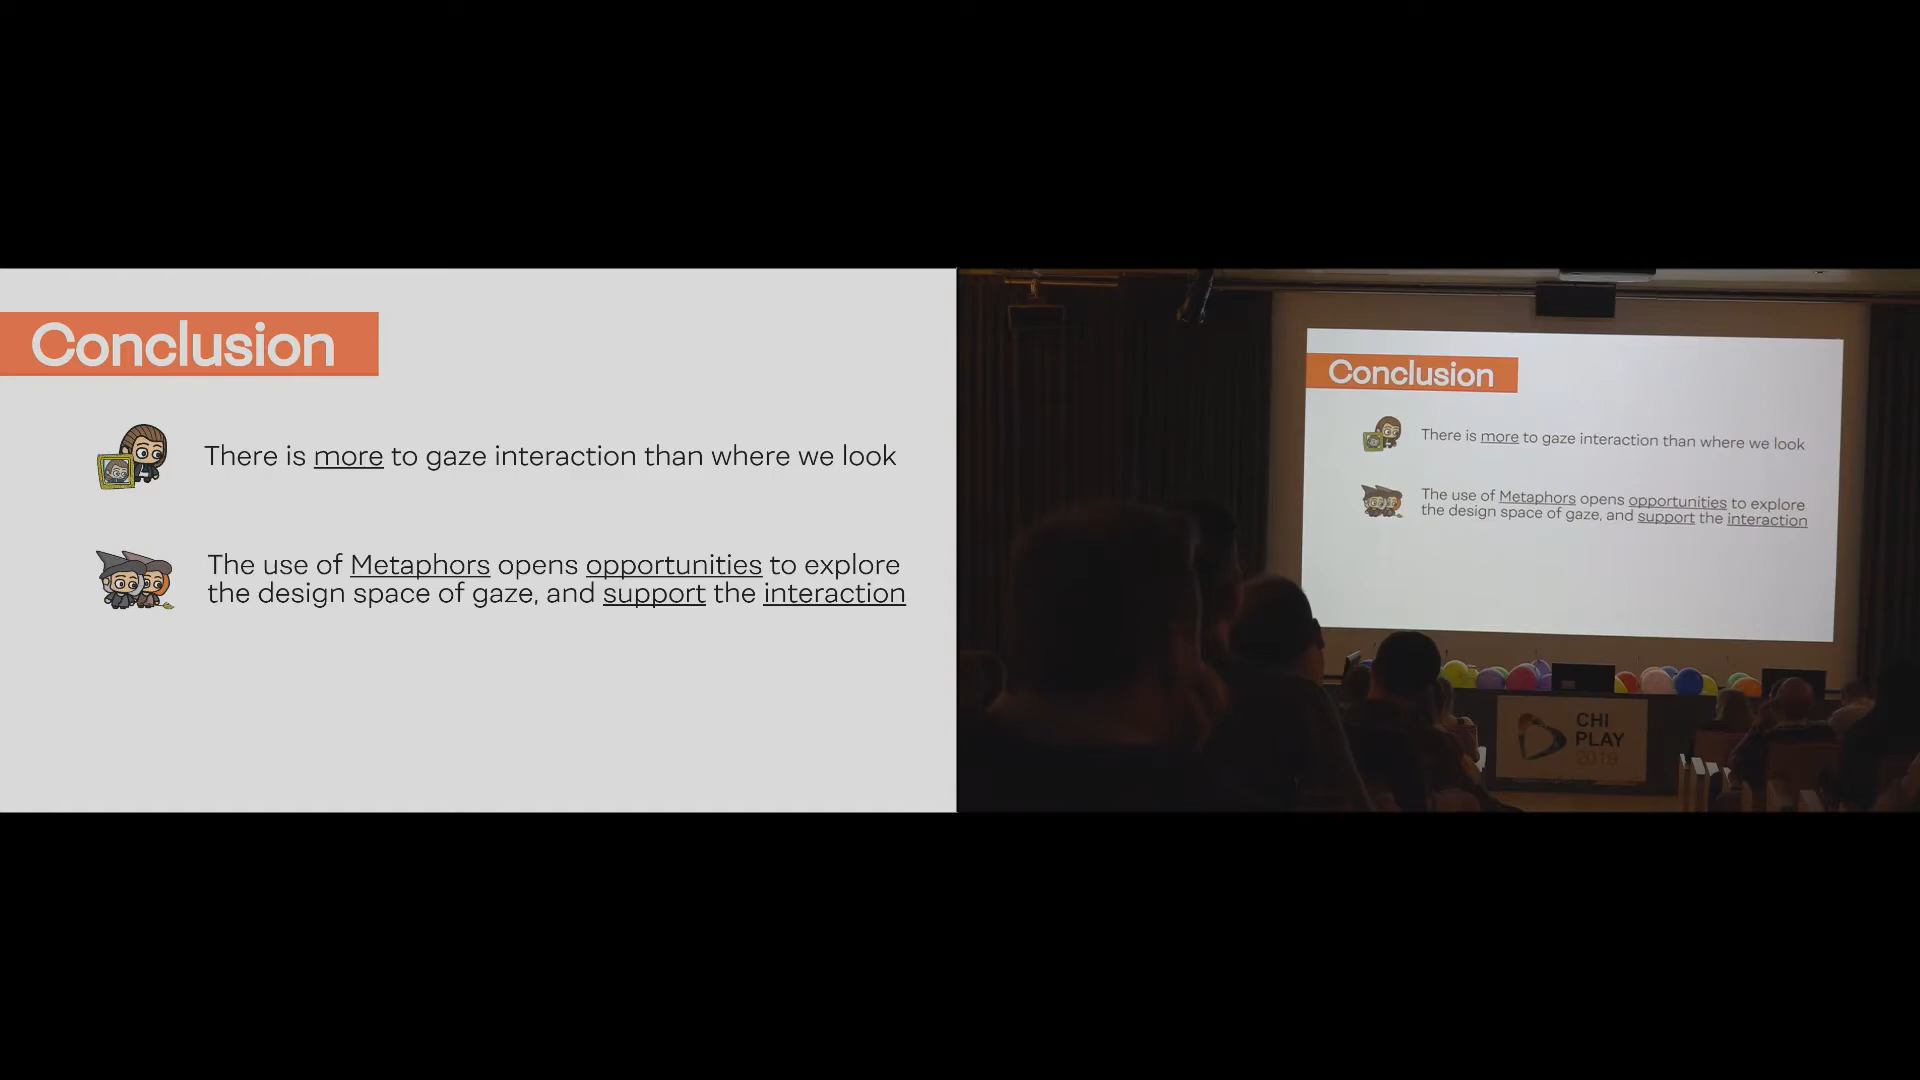 Conclusion
There is more to gaze interaction than where we look
The use of Metaphors opens opportunities to explore
the design space of gaze, and support the interaction
Conclusion
There is more to gaze interaction than where we look
The use of Metaphors opens opportunities to explore
the design space of gaze, and support the interaction
CHI
PLAY
2019